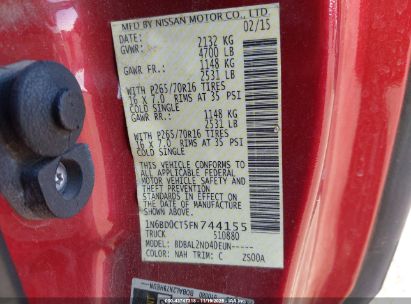 MFD BY NISSAN MOTOR CO., LTD.
DATE: 02/15
GVWR: 2132 KG
4700 LB
GAWR FR.: 1148 KG
2531 LB
WITH P265/70R16 TIRES
16 X 7.0 RIMS AT 35 PSI
COLD SINGLE
GAWR RR.: 1148 KG
2531 LB
WITH P265/70R16 TIRES
16 X 7.0 RIMS AT 35 PSI
COLD SINGLE
THIS VEHICLE CONFORMS TO ALL
APPLICABLE FEDERAL
MOTOR VEHICLE SAFETY
STANDARDS IN EFFECT
ON THE DATE OF MANUFACTURE
SHOWN ABOVE.
1N6BD0CT5FN744155
TRUCK 510880
MODEL: BDBALZND4DEUN-----
COLOR: NAH TRIM: C ZS00A